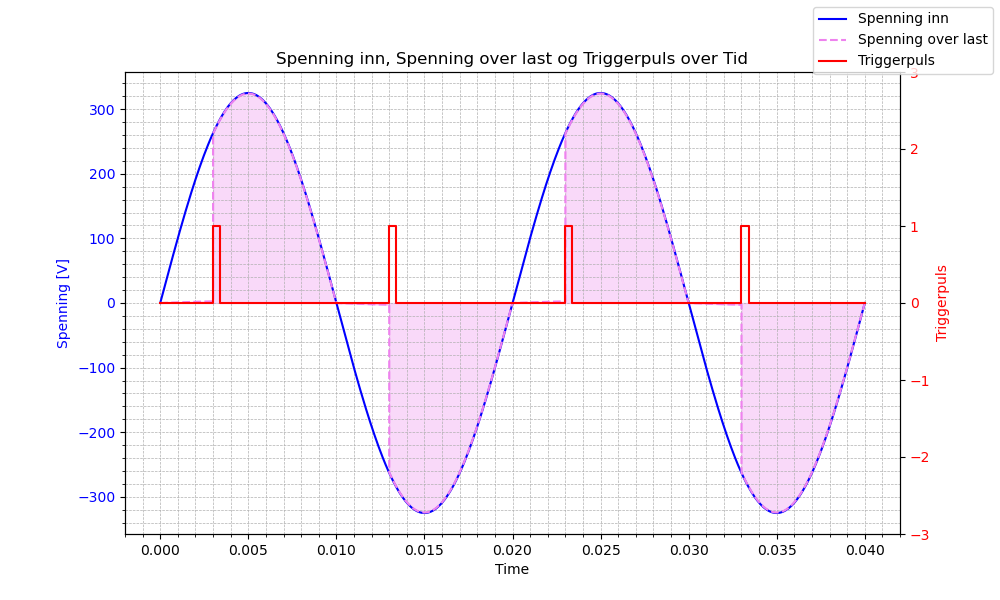 Spenning inn
Spenning over last
Triggerpuls
Spenning inn, Spenning over last og Triggerpuls over Tid
300
200
100
0
−100
−200
−300
Spenning [V]
3
2
1
0
−1
−2
−3
Triggerpuls
0.000 0.005 0.010 0.015 0.020 0.025 0.030 0.035 0.040
Time